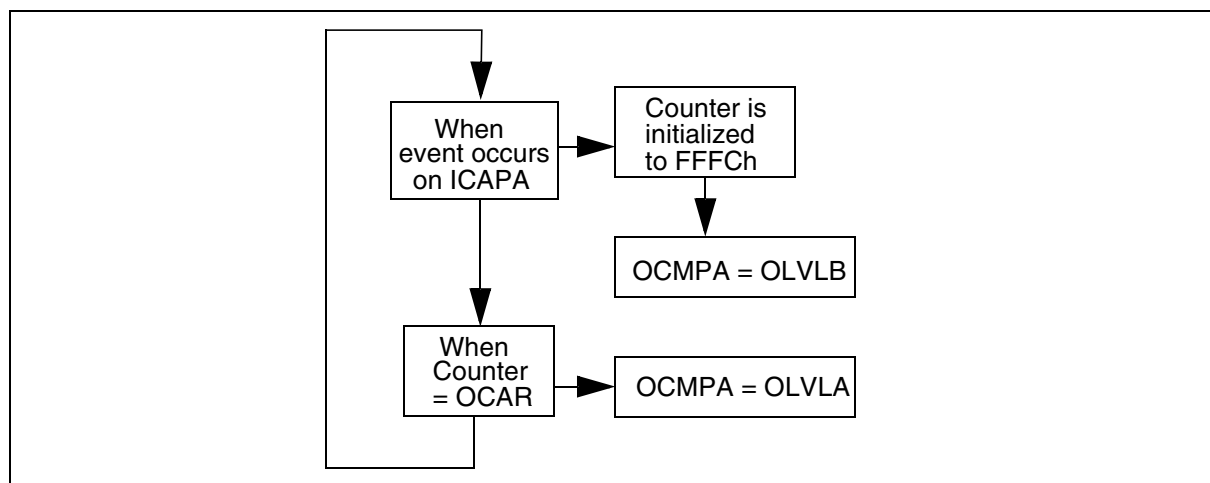 When
event occurs
on ICAPA
Counter is
initialized
to FFFCh
OCMPA = OLVLB
When
Counter
= OCAR
OCMPA = OLVLA